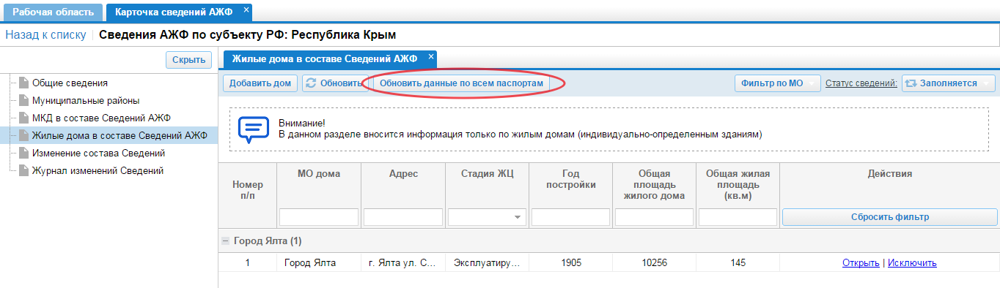 Рабочая область
Карточка сведений АЖФ
Назад к списку Сведения АЖФ по субъекту РФ: Республика Крым
Скрыть
Общие сведения
Муниципальные районы
МКД в составе Сведений АЖФ
Жилые дома в составе Сведений АЖФ
Изменение состава Сведений
Журнал изменений Сведений
Жилые дома в составе Сведений АЖФ
Добавить дом Обновить Обновить данные по всем паспортам Фильтр по МО Статус сведений: Заполняется
Внимание!
В данном разделе вносится информация только по жилым домам (индивидуально-определенным зданиям)
Номер п/п
МО дома
Адрес
Стадия ЖЦ
Год постройки
Общая площадь жилого дома
Общая жилая площадь (кв.м)
Действия
Сбросить фильтр
Город Ялта (1)
1 Город Ялта г. Ялта ул. С... Эксплуатиру... 1905 10256 145 Открыть | Исключить